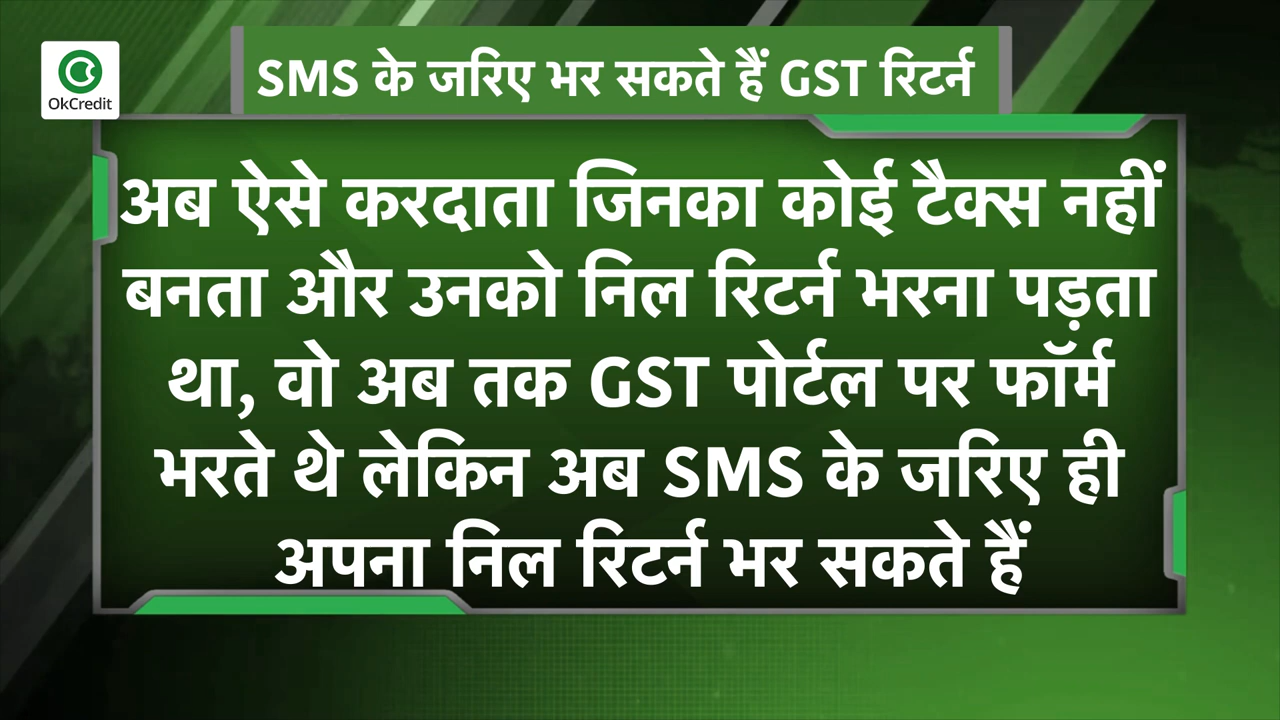 OkCredit
SMS के जरिए भर सकते हैं GST रिटर्न
अब ऐसे करदाता जिनका कोई टैक्स नहीं
बनता और उनको निल रिटर्न भरना पड़ता
था, वो अब तक GST पोर्टल पर फॉर्म
भरते थे लेकिन अब SMS के जरिए ही
अपना निल रिटर्न भर सकते हैं